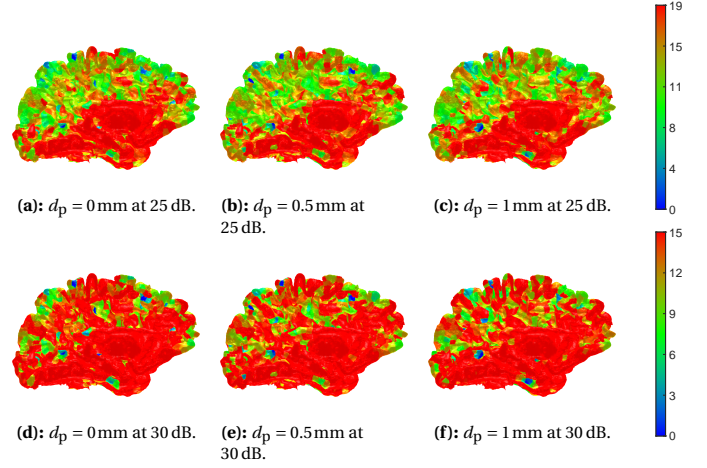 19
15
11
8
4
0
(a): dp = 0 mm at 25 dB.
(b): dp = 0.5 mm at
25 dB.
(c): dp = 1 mm at 25 dB.
15
12
9
6
3
0
(d): dp = 0 mm at 30 dB.
(e): dp = 0.5 mm at
30 dB.
(f): dp = 1 mm at 30 dB.